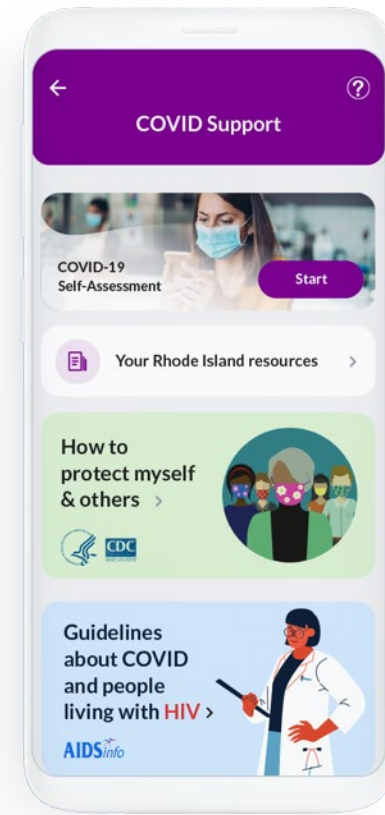 COVID Support
?
COVID-19
Self-Assessment
Start
Your Rhode Island resources
How to
protect myself
& others
CDC
Guidelines
about COVID
and people
living with HIV
AIDSinfo